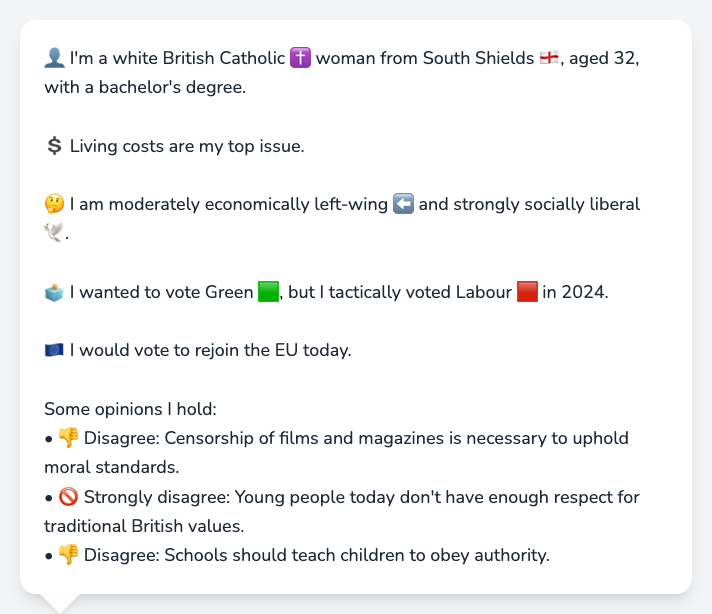 👤 I'm a white British Catholic ✝️ woman from South Shields 🏴󠁧󠁢󠁥󠁮󠁧󠁿, aged 32,
with a bachelor's degree.
💲 Living costs are my top issue.
🤔 I am moderately economically left-wing ⬅️ and strongly socially liberal
🕊️.
🗳️ I wanted to vote Green 🟩, but I tactically voted Labour 🟥 in 2024.
🇪🇺 I would vote to rejoin the EU today.
Some opinions I hold:
• 👎 Disagree: Censorship of films and magazines is necessary to uphold
moral standards.
• 🚫 Strongly disagree: Young people today don't have enough respect for
traditional British values.
• 👎 Disagree: Schools should teach children to obey authority.